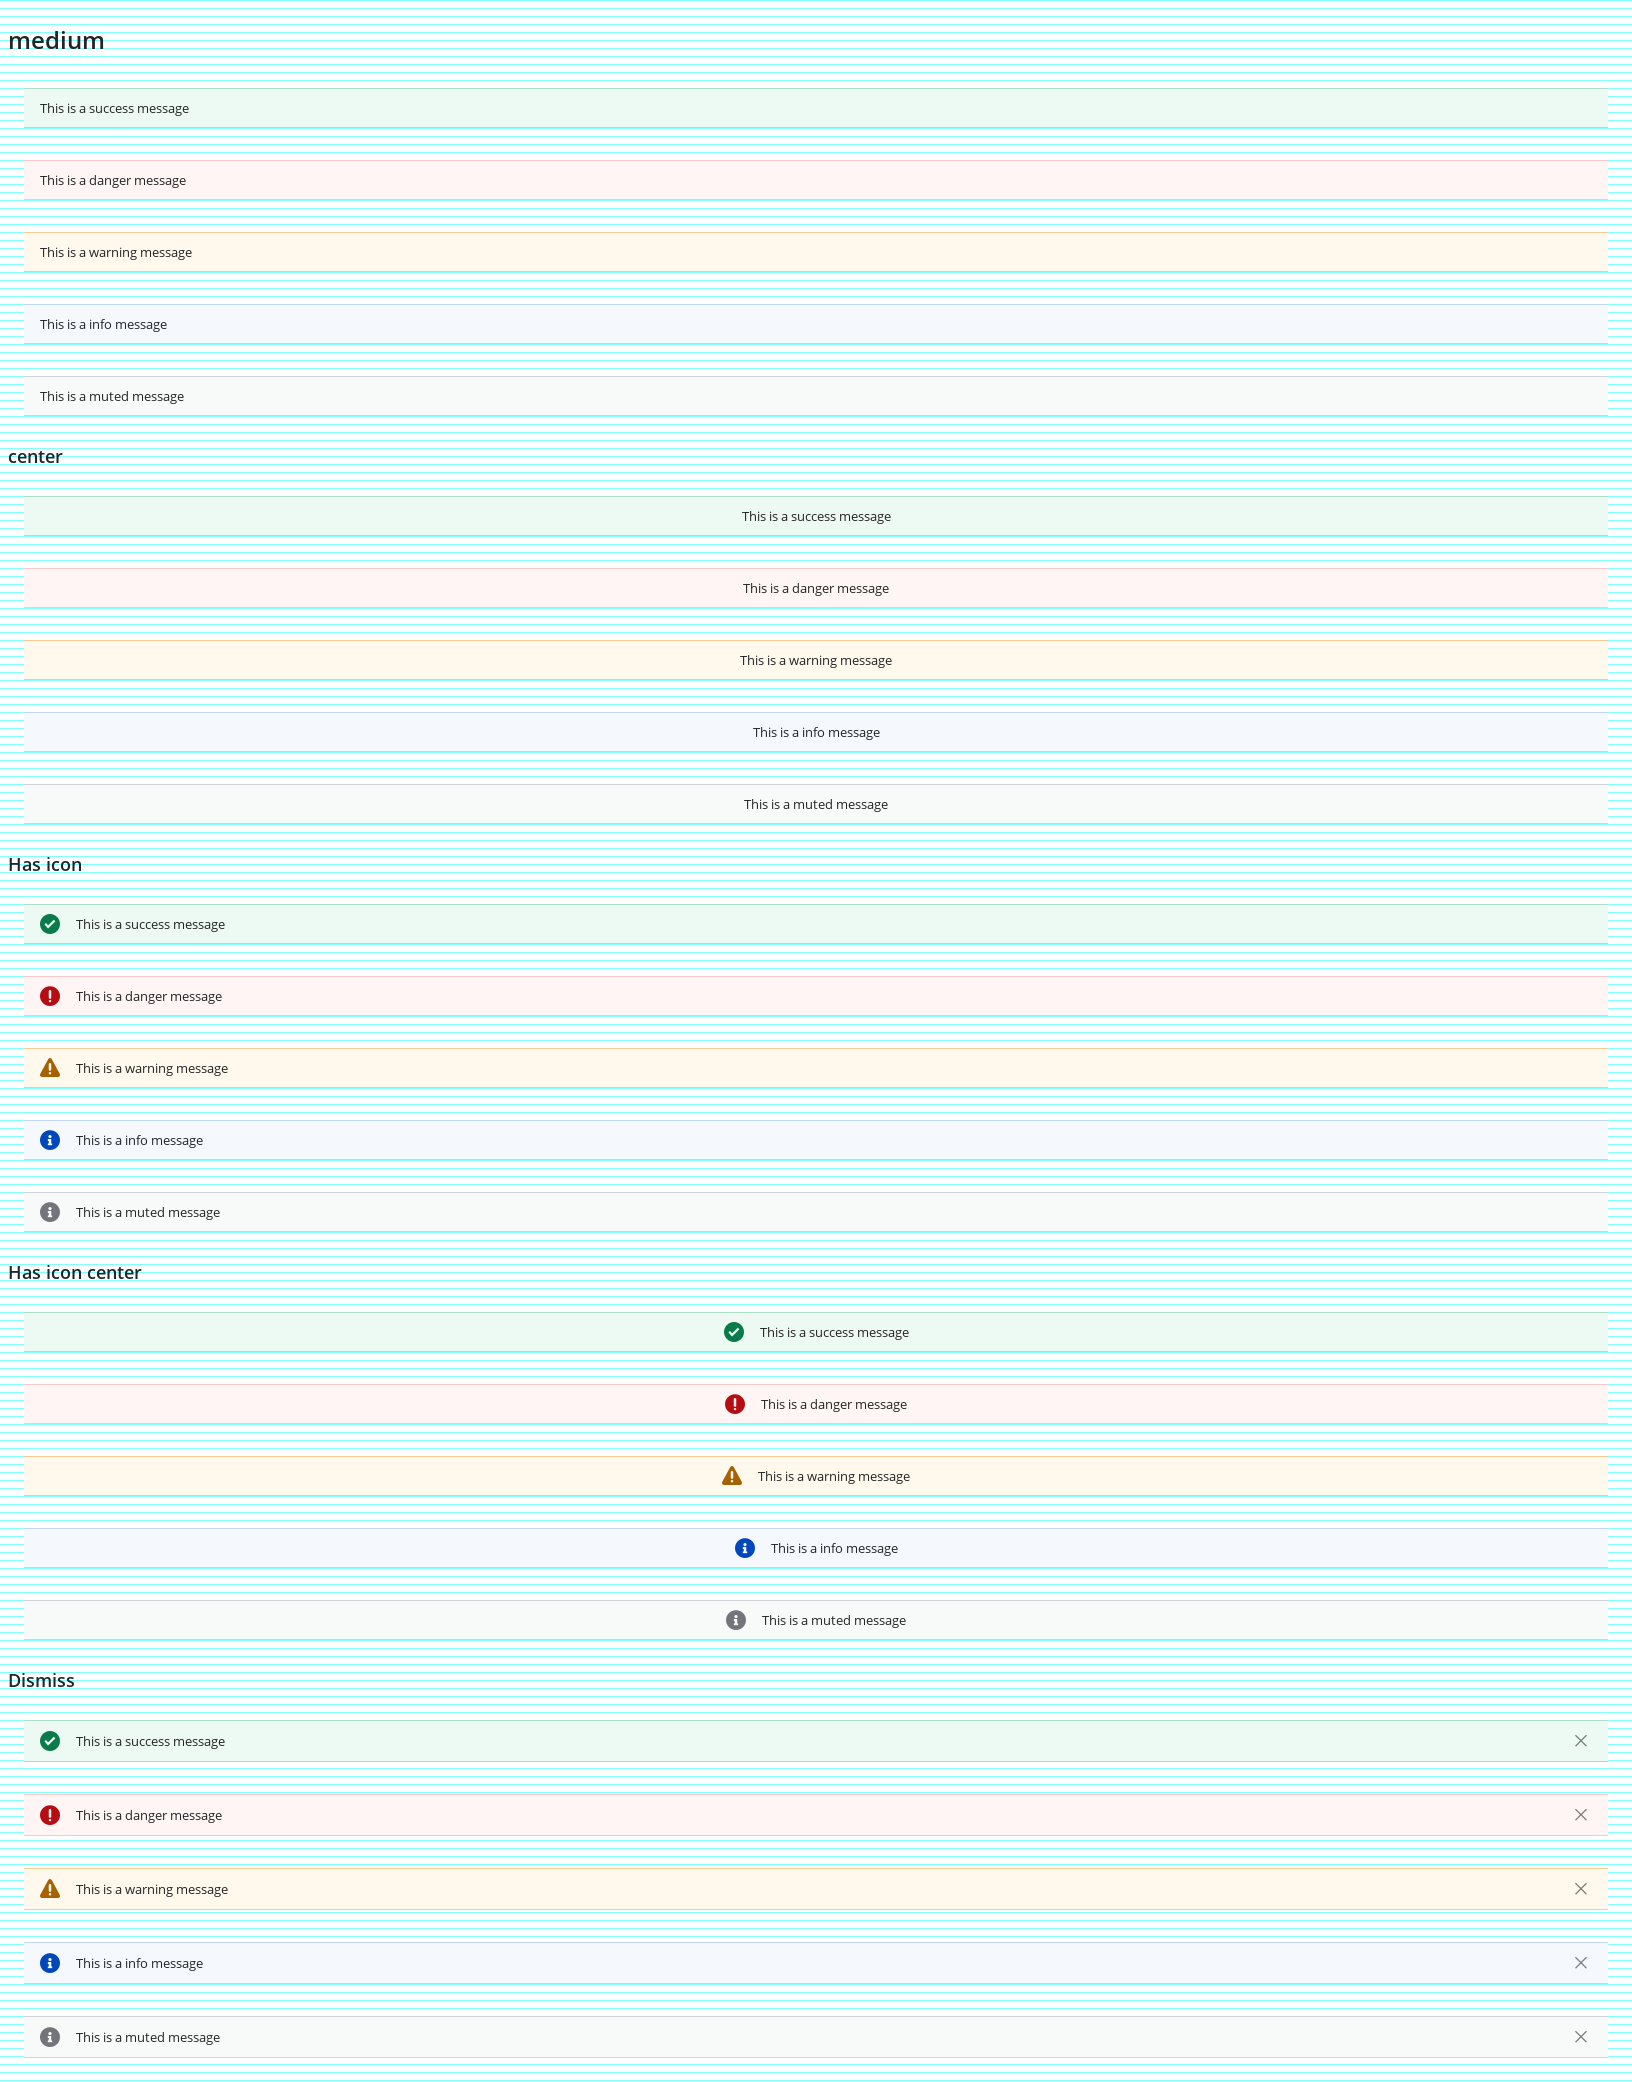 medium
This is a success message
This is a danger message
This is a warning message
This is a info message
This is a muted message
center
This is a success message
This is a danger message
This is a warning message
This is a info message
This is a muted message
Has icon
This is a success message
This is a danger message
This is a warning message
This is a info message
This is a muted message
Has icon center
This is a success message
This is a danger message
This is a warning message
This is a info message
This is a muted message
Dismiss
This is a success message
This is a danger message
This is a warning message
This is a info message
This is a muted message